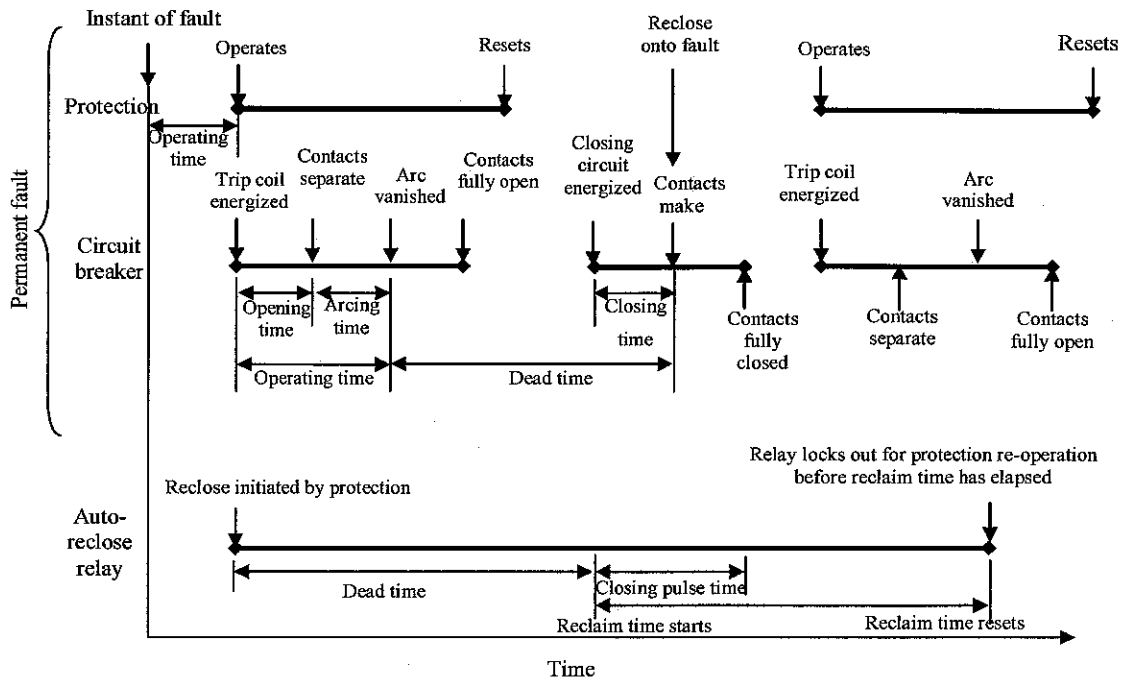 Instant of fault
Operates
Resets
Reclose
onto fault
Operates
Resets
Permanent fault
Protection
Operating
time
Trip coil
energized
Contacts
separate
Arc
vanished
Contacts
fully open
Closing
circuit
energized
Contacts
make
Trip coil
energized
Arc
vanished
Circuit
breaker
Opening
time
Arcing
time
Closing
time
Contacts
fully
closed
Contacts
separate
Contacts
fully open
Operating time
Dead time
Relay locks out for protection re-operation
before reclaim time has elapsed
Reclose initiated by protection
Auto-
reclose
relay
Dead time
Closing pulse time
Reclaim time starts
Reclaim time resets
Time